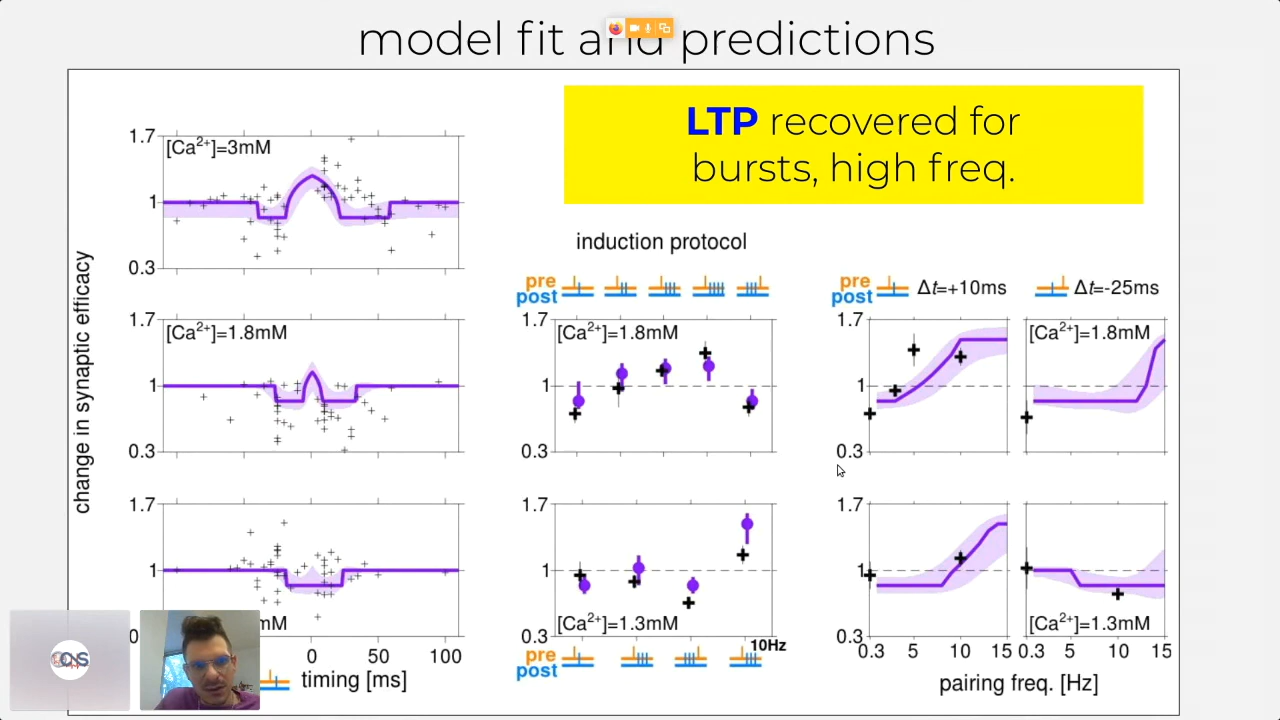 model fit and predictions
LTP recovered for
bursts, high freq.
change in synaptic efficacy
1.7
1
0.3
[Ca²⁺]=3mM
1.7
1
0.3
[Ca²⁺]=1.8mM
1.7
1
0
mM
0
50
100
timing [ms]
induction protocol
pre
post
1.7
1
0.3
[Ca²⁺]=1.8mM
1.7
1
0.3
[Ca²⁺]=1.3mM
10Hz
pre
post
pre
post
Δt=+10ms
Δt=-25ms
1.7
1
0.3
[Ca²⁺]=1.8mM
1.7
1
0.3
[Ca²⁺]=1.3mM
0.3
5
10
15
0.3
5
10
15
pairing freq. [Hz]